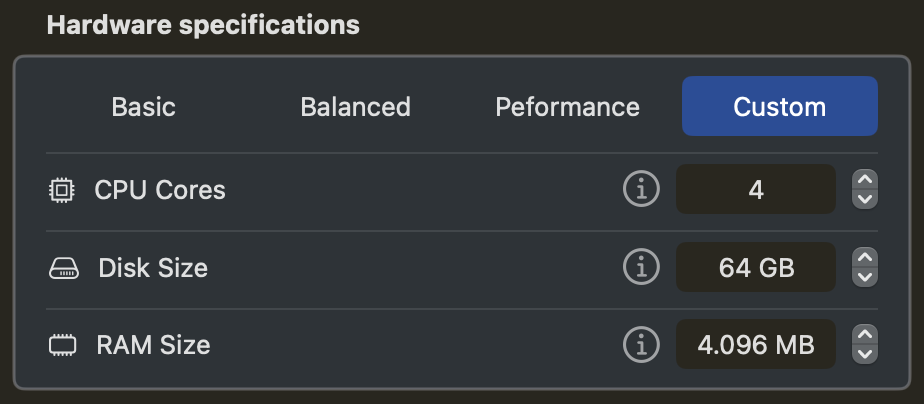 Hardware specifications
Basic Balanced Peformance Custom
CPU Cores 4
Disk Size 64 GB
RAM Size 4.096 MB